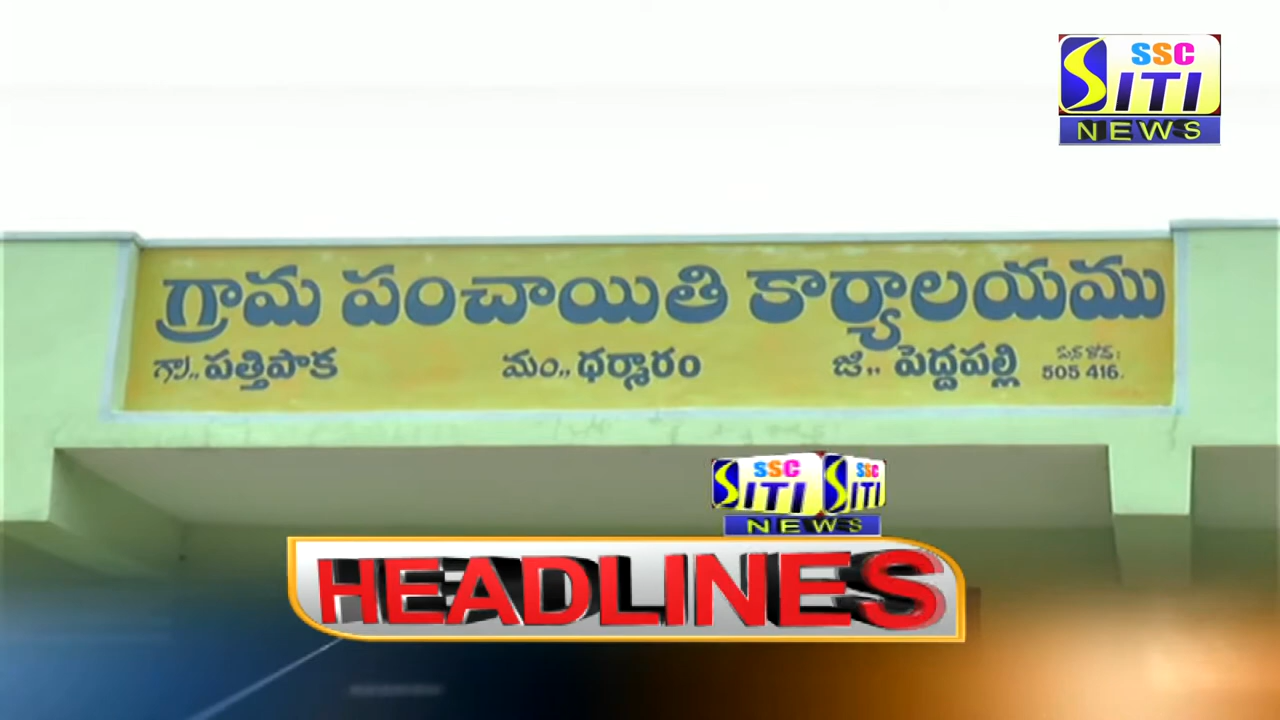 SSC
SITI
NEWS
గ్రామ పంచాయితి కార్యాలయము
గ్రా,, పత్తిపాక మం,, ధర్మారం జి,, పెద్దపల్లి పిన్ కోడ్:
505 416.
SSC SSC
SITI SITI
NEWS
HEADLINES